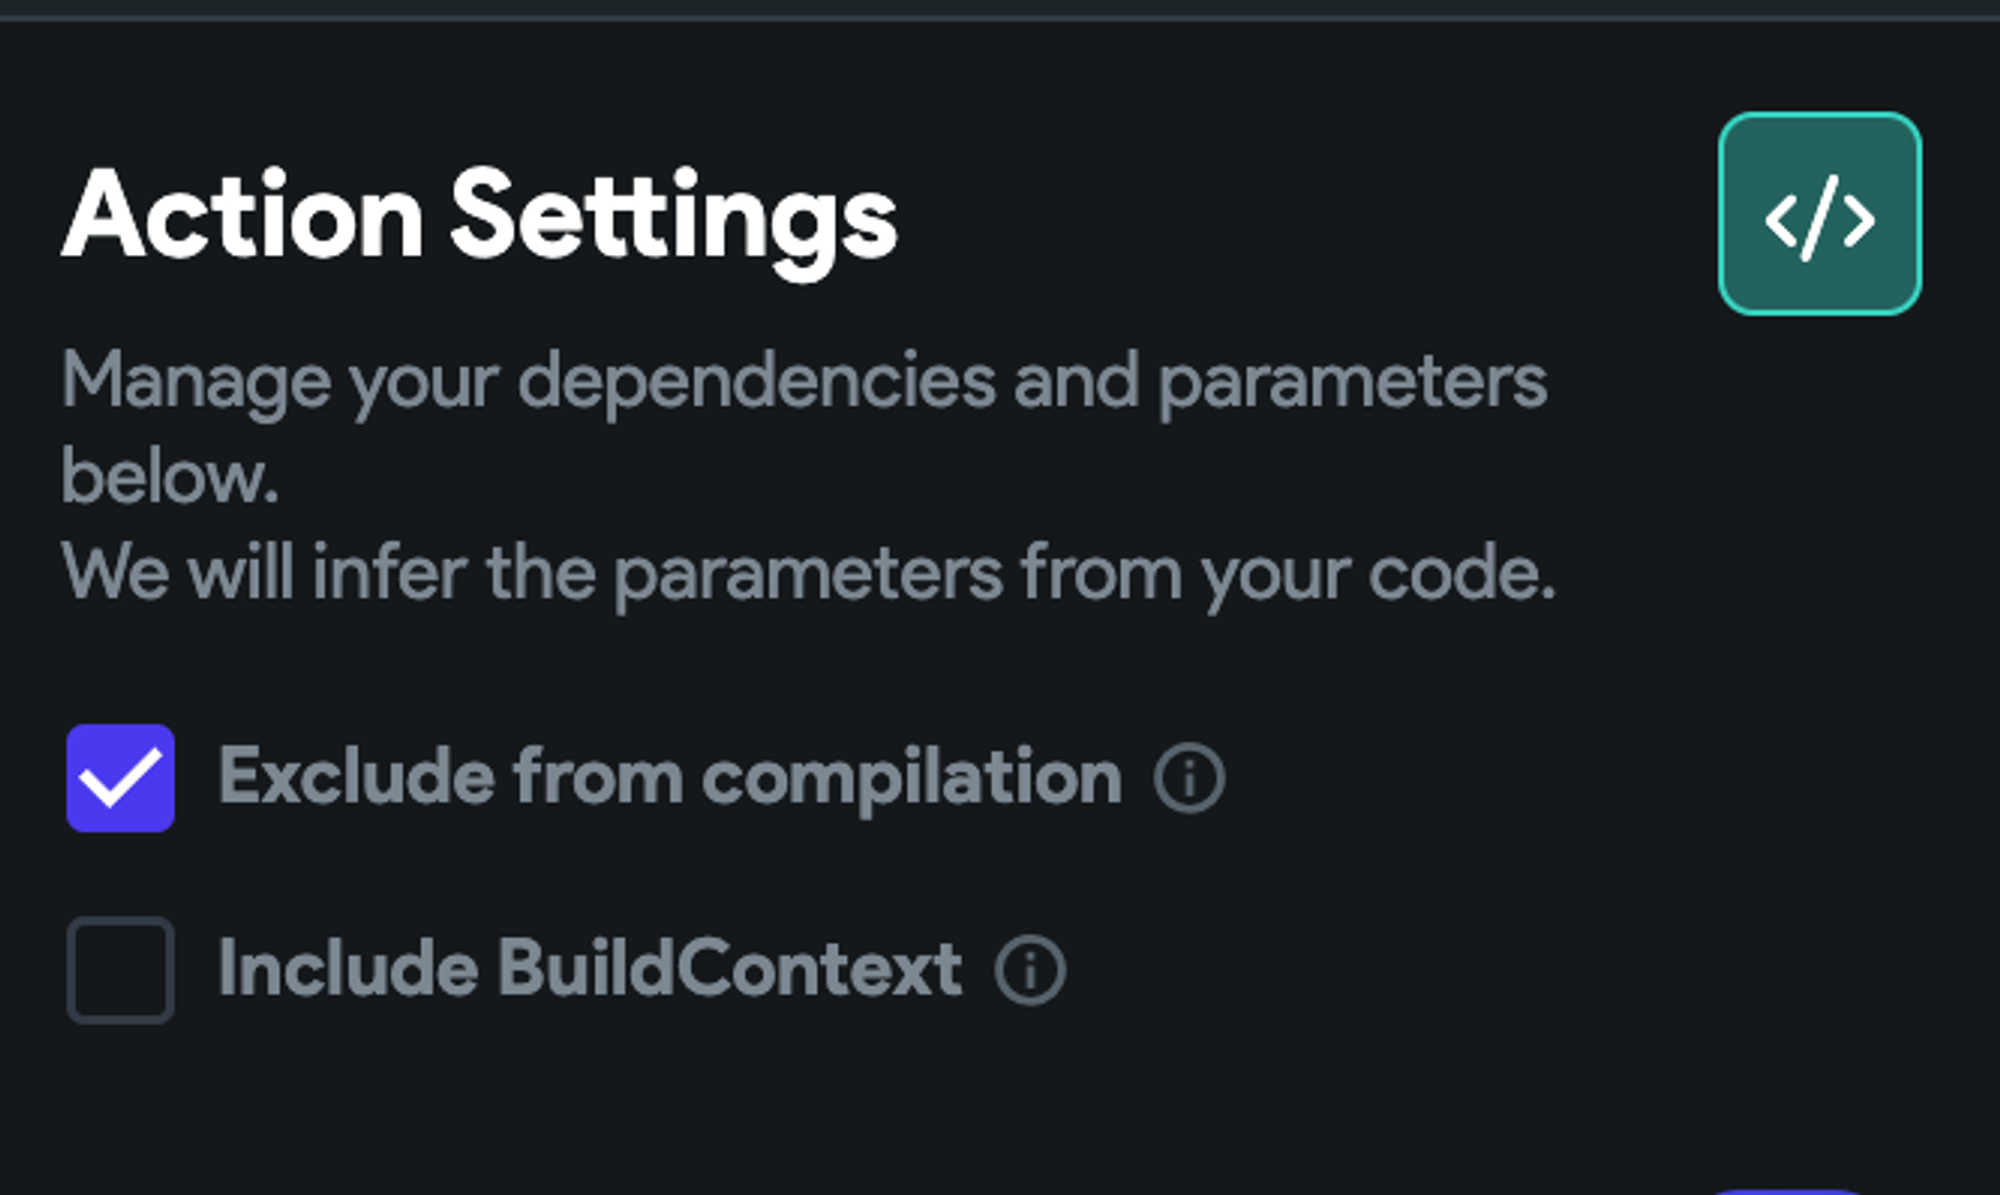 Action Settings
</>
Manage your dependencies and parameters
below.
We will infer the parameters from your code.
Exclude from compilation
Include BuildContext